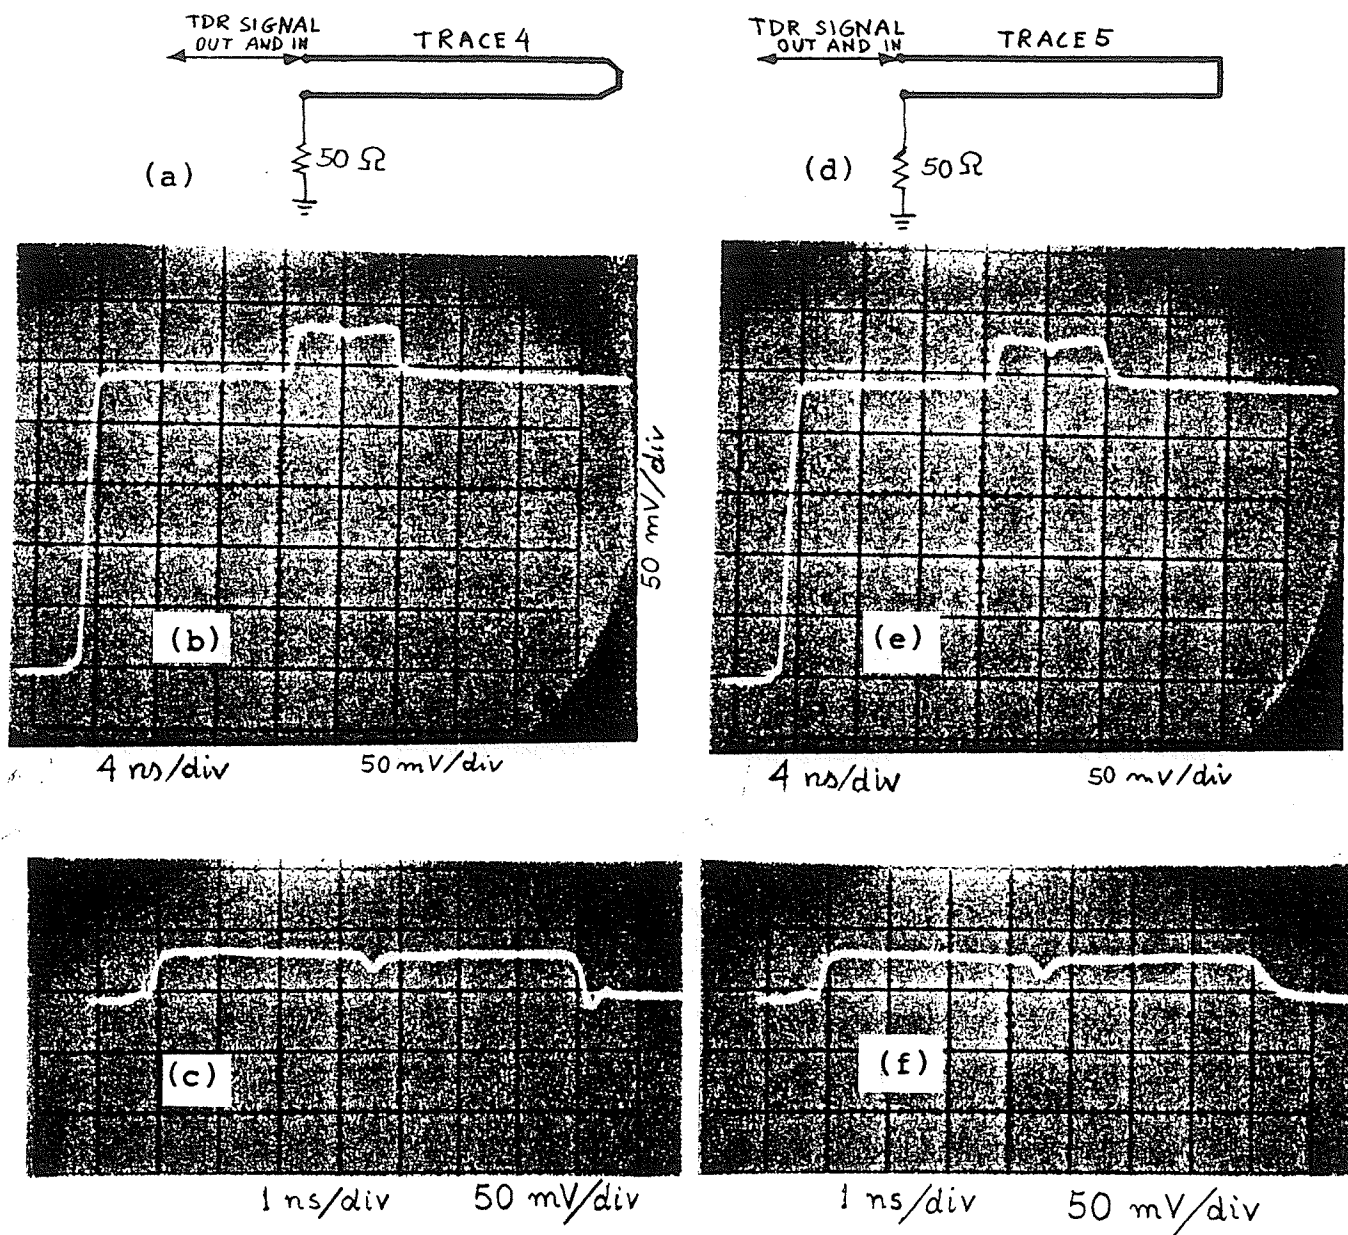 TDR SIGNAL
OUT AND IN
TRACE 4
50 Ω
(a)
TDR SIGNAL
OUT AND IN
TRACE 5
50 Ω
(d)
(b)
50 mV/div
4 ns/div
50 mV/div
(e)
4 ns/div
50 mV/div
(c)
1 ns/div
50 mV/div
(f)
1 ns/div
50 mV/div